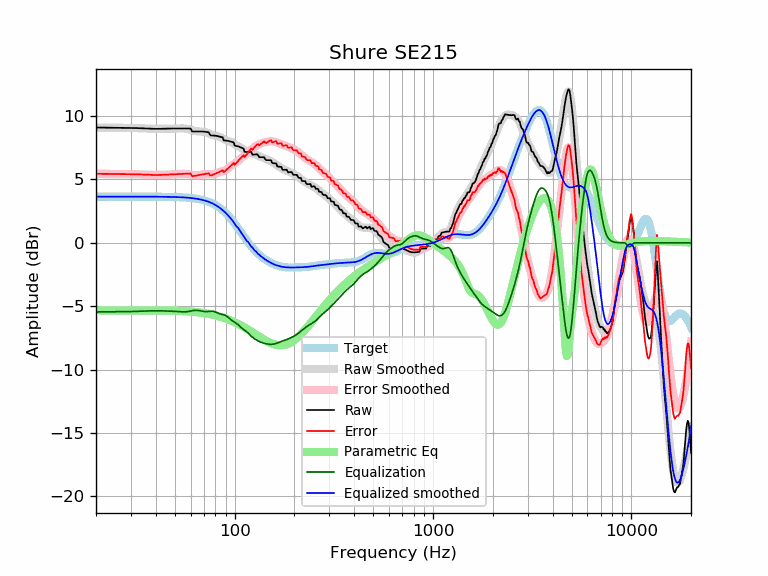 Shure SE215
10
5
0
−5
−10
−15
−20
Amplitude (dBr)
Target
Raw Smoothed
Error Smoothed
Raw
Error
Parametric Eq
Equalization
Equalized smoothed
100
1000
10000
Frequency (Hz)